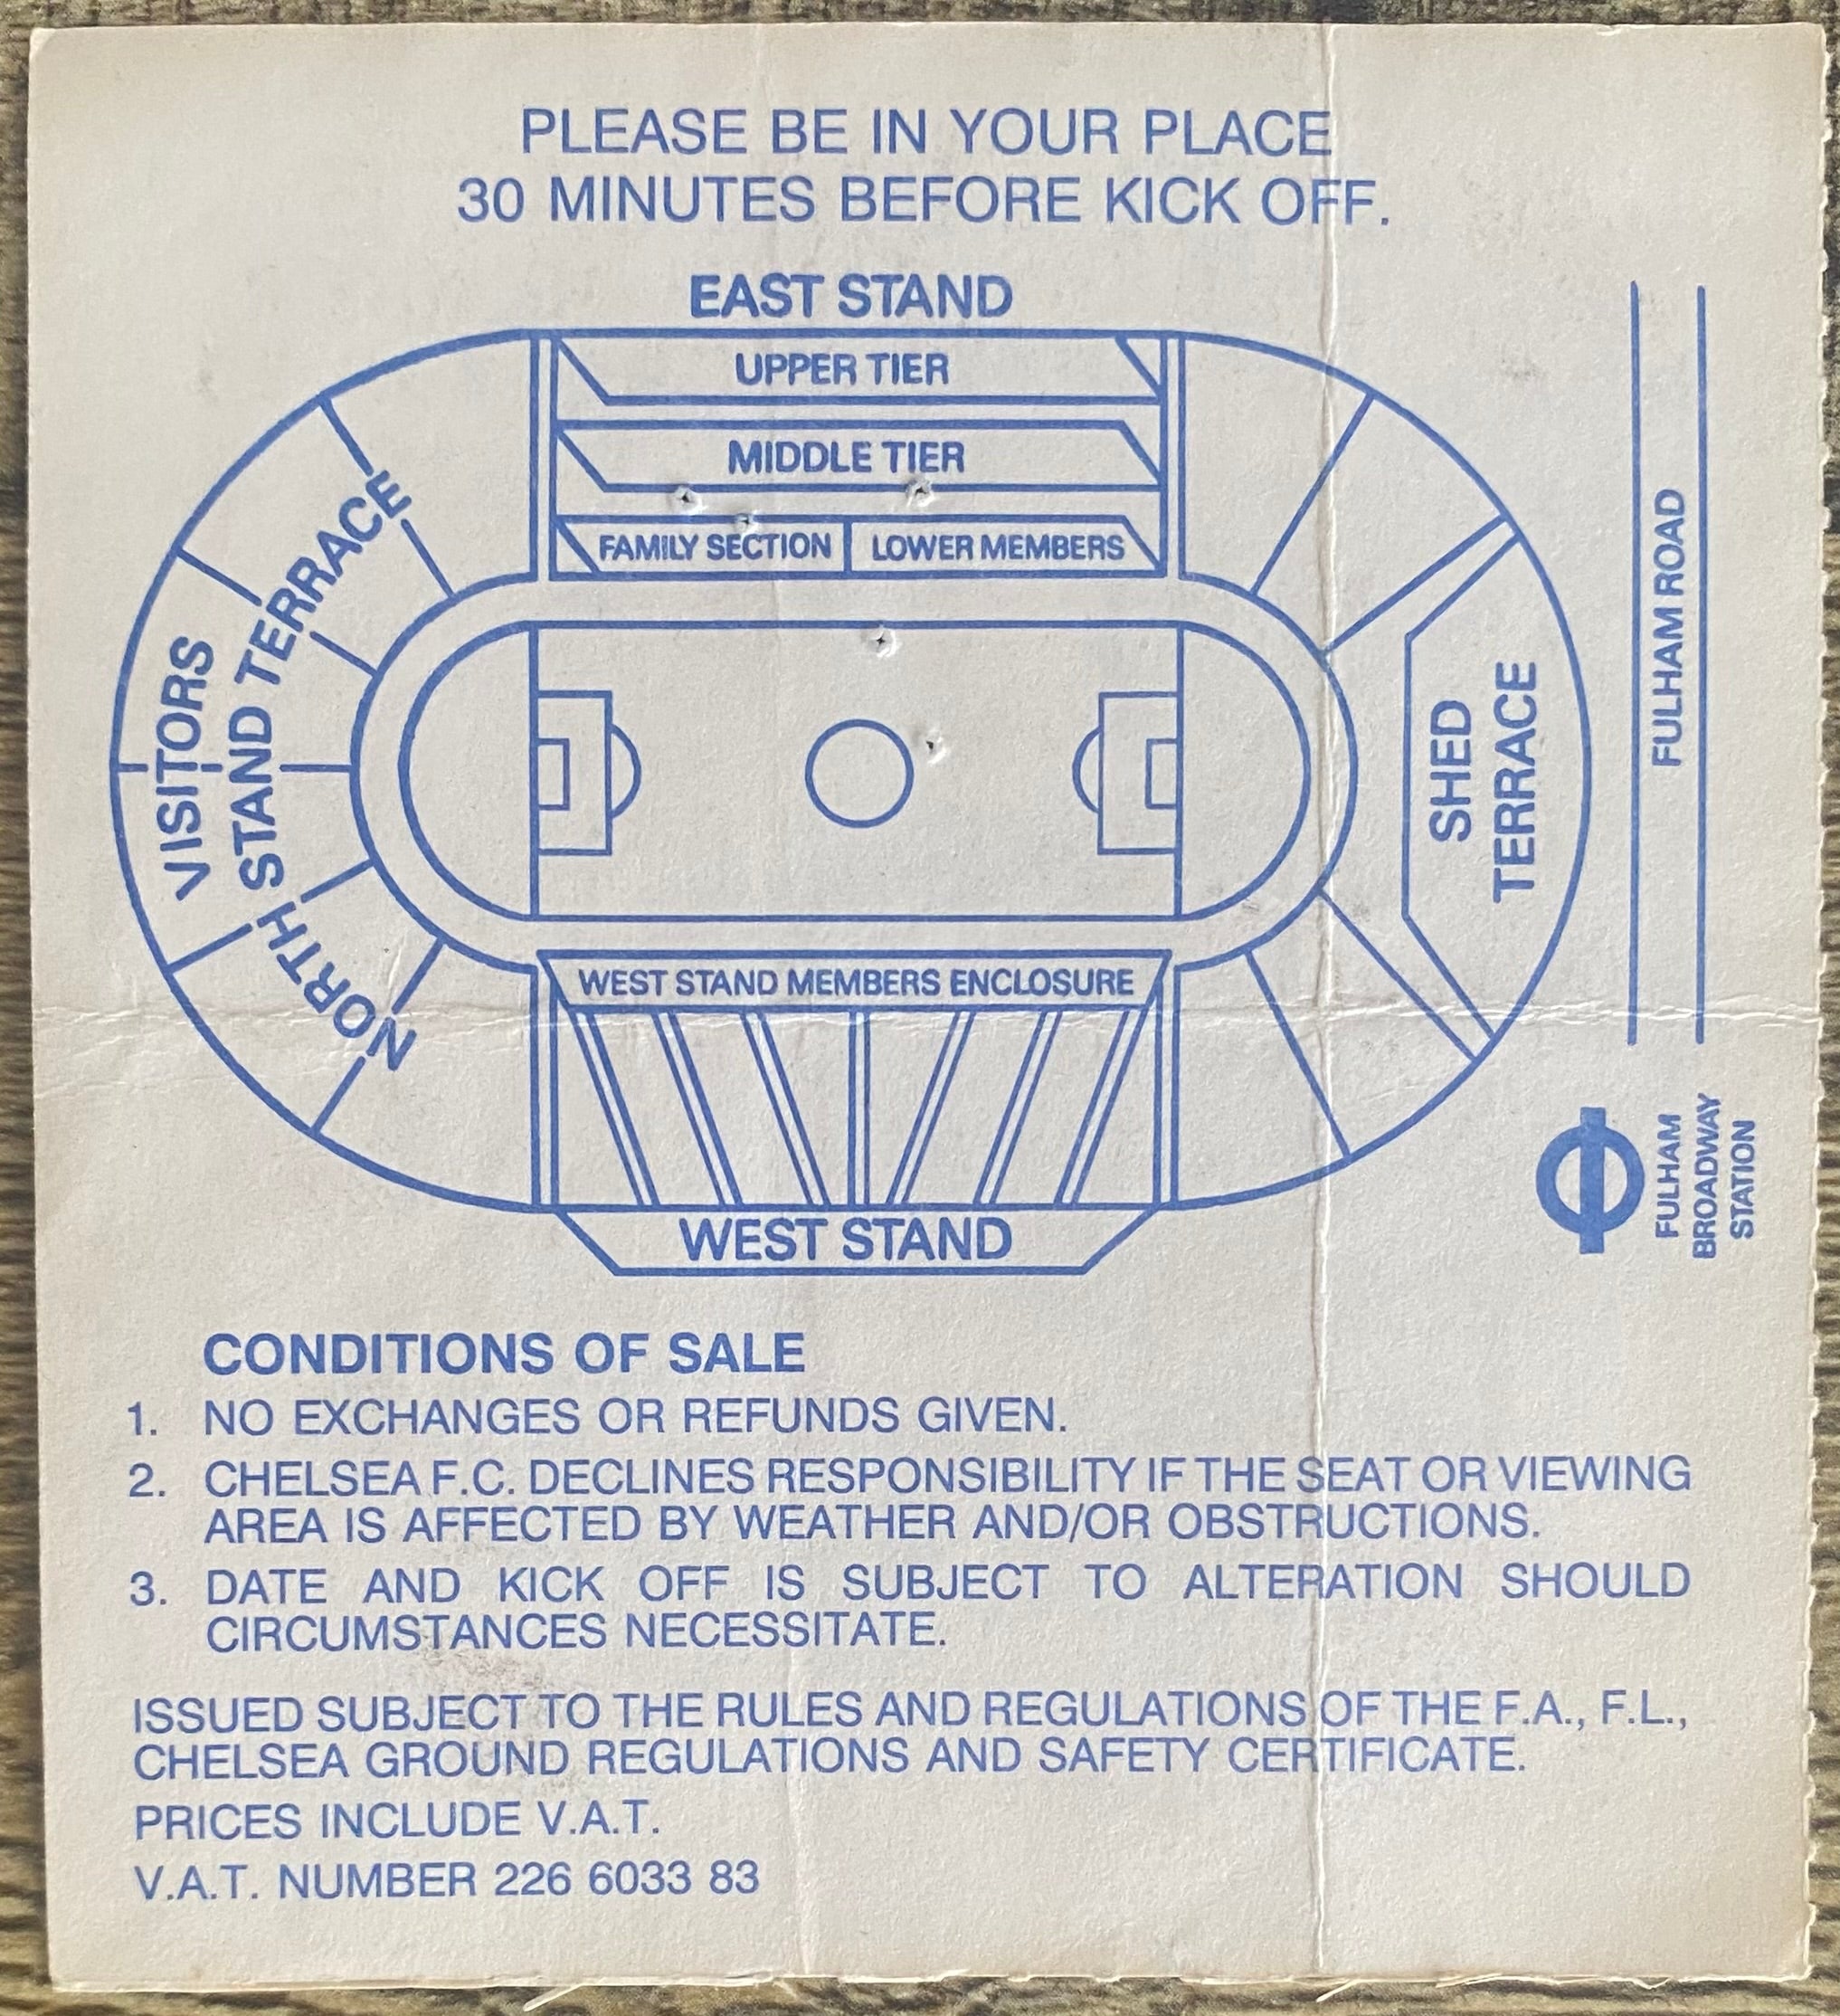 PLEASE BE IN YOUR PLACE
30 MINUTES BEFORE KICK OFF.
EAST STAND
UPPER TIER
MIDDLE TIER
FAMILY SECTION
LOWER MEMBERS
VISITORS
NORTH STAND TERRACE
SHED
TERRACE
FULHAM ROAD
WEST STAND MEMBERS ENCLOSURE
WEST STAND
FULHAM
BROADWAY
STATION
CONDITIONS OF SALE
1. NO EXCHANGES OR REFUNDS GIVEN.
2. CHELSEA F.C. DECLINES RESPONSIBILITY IF THE SEAT OR VIEWING
AREA IS AFFECTED BY WEATHER AND/OR OBSTRUCTIONS.
3. DATE AND KICK OFF IS SUBJECT TO ALTERATION SHOULD
CIRCUMSTANCES NECESSITATE.
ISSUED SUBJECT TO THE RULES AND REGULATIONS OF THE F.A., F.L.,
CHELSEA GROUND REGULATIONS AND SAFETY CERTIFICATE.
PRICES INCLUDE V.A.T.
V.A.T. NUMBER 226 6033 83